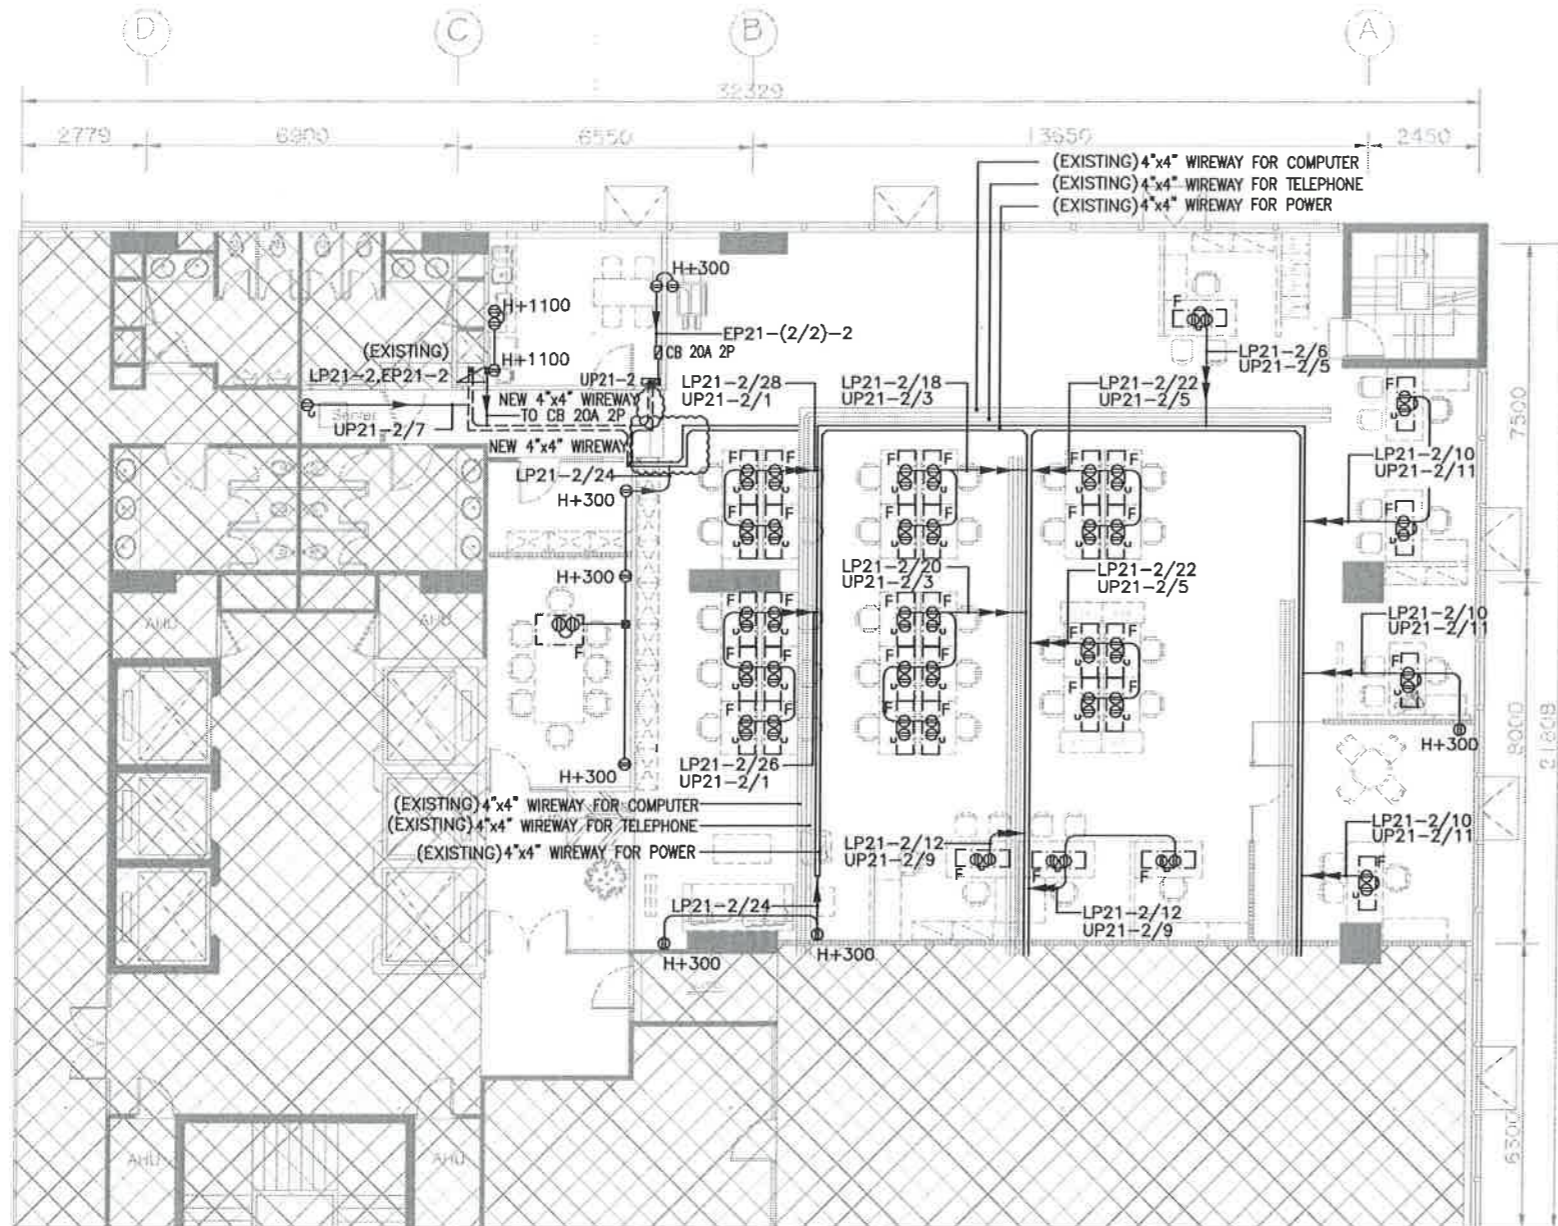 D
C
B
A
32329
2779
6900
6550
13650
2450
(EXISTING) 4"x4" WIREWAY FOR COMPUTER
(EXISTING) 4"x4" WIREWAY FOR TELEPHONE
(EXISTING) 4"x4" WIREWAY FOR POWER
H+300
H+1100
EP21-(2/2)-2
F
(EXISTING)
CB 20A 2P
LP21-2/6
UP21-2/5
H+1100
LP21-2,EP21-2
UP21-2
LP21-2/28
UP21-2/1
LP21-2/18
UP21-2/3
LP21-2/22
UP21-2/5
NEW 4"x4" WIREWAY
TO CB 20A 2P
Server
UP21-2/7
NEW 4"x4" WIREWAY
7500
F
LP21-2/10
UP21-2/11
LP21-2/24
H+300
F F
F F
F F
F
F F
F F
F F
H+300
LP21-2/20
UP21-2/3
LP21-2/22
UP21-2/5
F F
F F
AHU
AHU
F
LP21-2/10
UP21-2/11
F F
F F
F F
F
F F
F F
F F
H+300
8000
21808
H+300
LP21-2/26
UP21-2/1
(EXISTING) 4"x4" WIREWAY FOR COMPUTER
(EXISTING) 4"x4" WIREWAY FOR TELEPHONE
(EXISTING) 4"x4" WIREWAY FOR POWER
LP21-2/12
UP21-2/9
LP21-2/10
UP21-2/11
F
F
F
F
LP21-2/24
LP21-2/12
UP21-2/9
H+300
H+300
6300
AHU
AHU